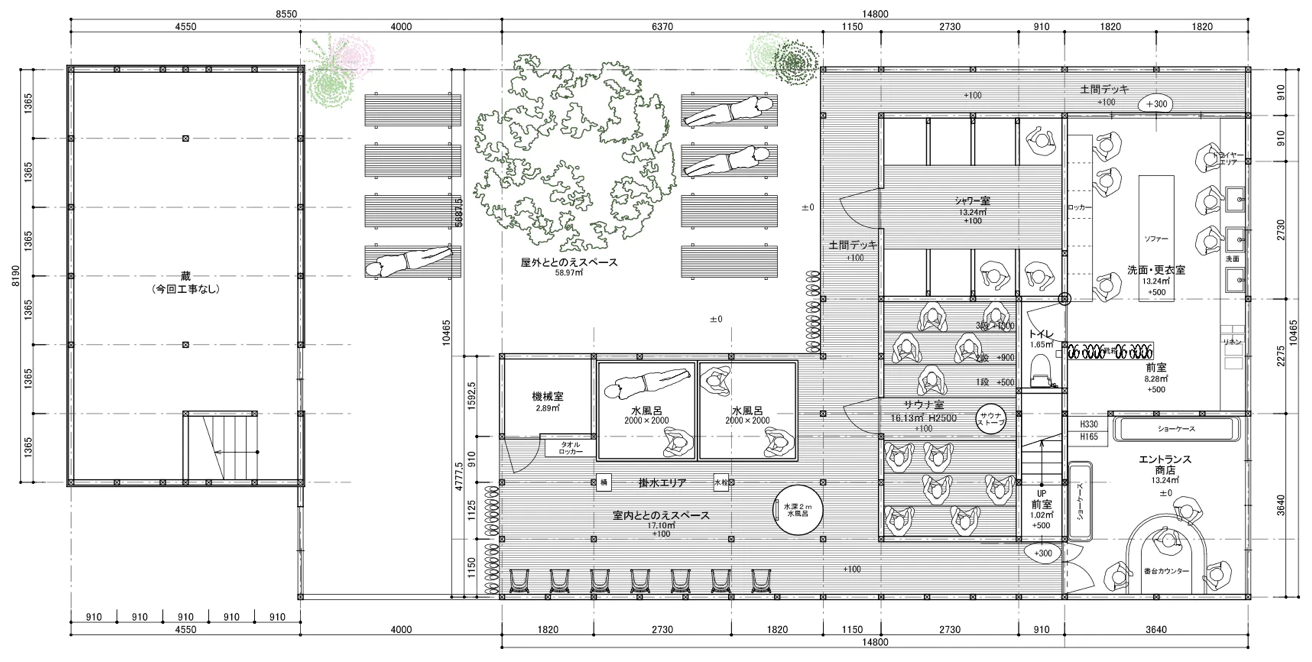 8550
14800
4550
4000
6370
1150
2730
910
1820
1820
1365
1365
1365
1365
1365
1365
8190
蔵
(今回工事なし)
910
910
910
910
910
4550
4000
5687.5
10465
屋外ととのえスペース
58.97㎡
±0
±0
土間デッキ
+100
+100
+300
土間デッキ
+100
シャワー室
13.24㎡
+100
ロッカー
ソファー
ドライヤー
エリア
洗面
洗面・更衣室
13.24㎡
+500
リネン
トイレ
1.65㎡
前室
8.28㎡
+500
+900
1段 +500
サウナ室
16.13㎡ H2500
+100
サウナ
ストーブ
H330
H165
ショーケース
エントランス
商店
13.24㎡
±0
ショーケース
UP
前室
1.02㎡
+500
+300
番台カウンター
機械室
2.89㎡
タオル
ロッカー
水風呂
2000×2000
水風呂
2000×2000
桶
掛水エリア
水栓
室内ととのえスペース
17.10㎡
+100
水深2m
水風呂
+100
1592.5
910
4777.5
1125
1150
910
910
2730
2275
10465
3640
1820
2730
1820
1150
2730
910
3640
14800